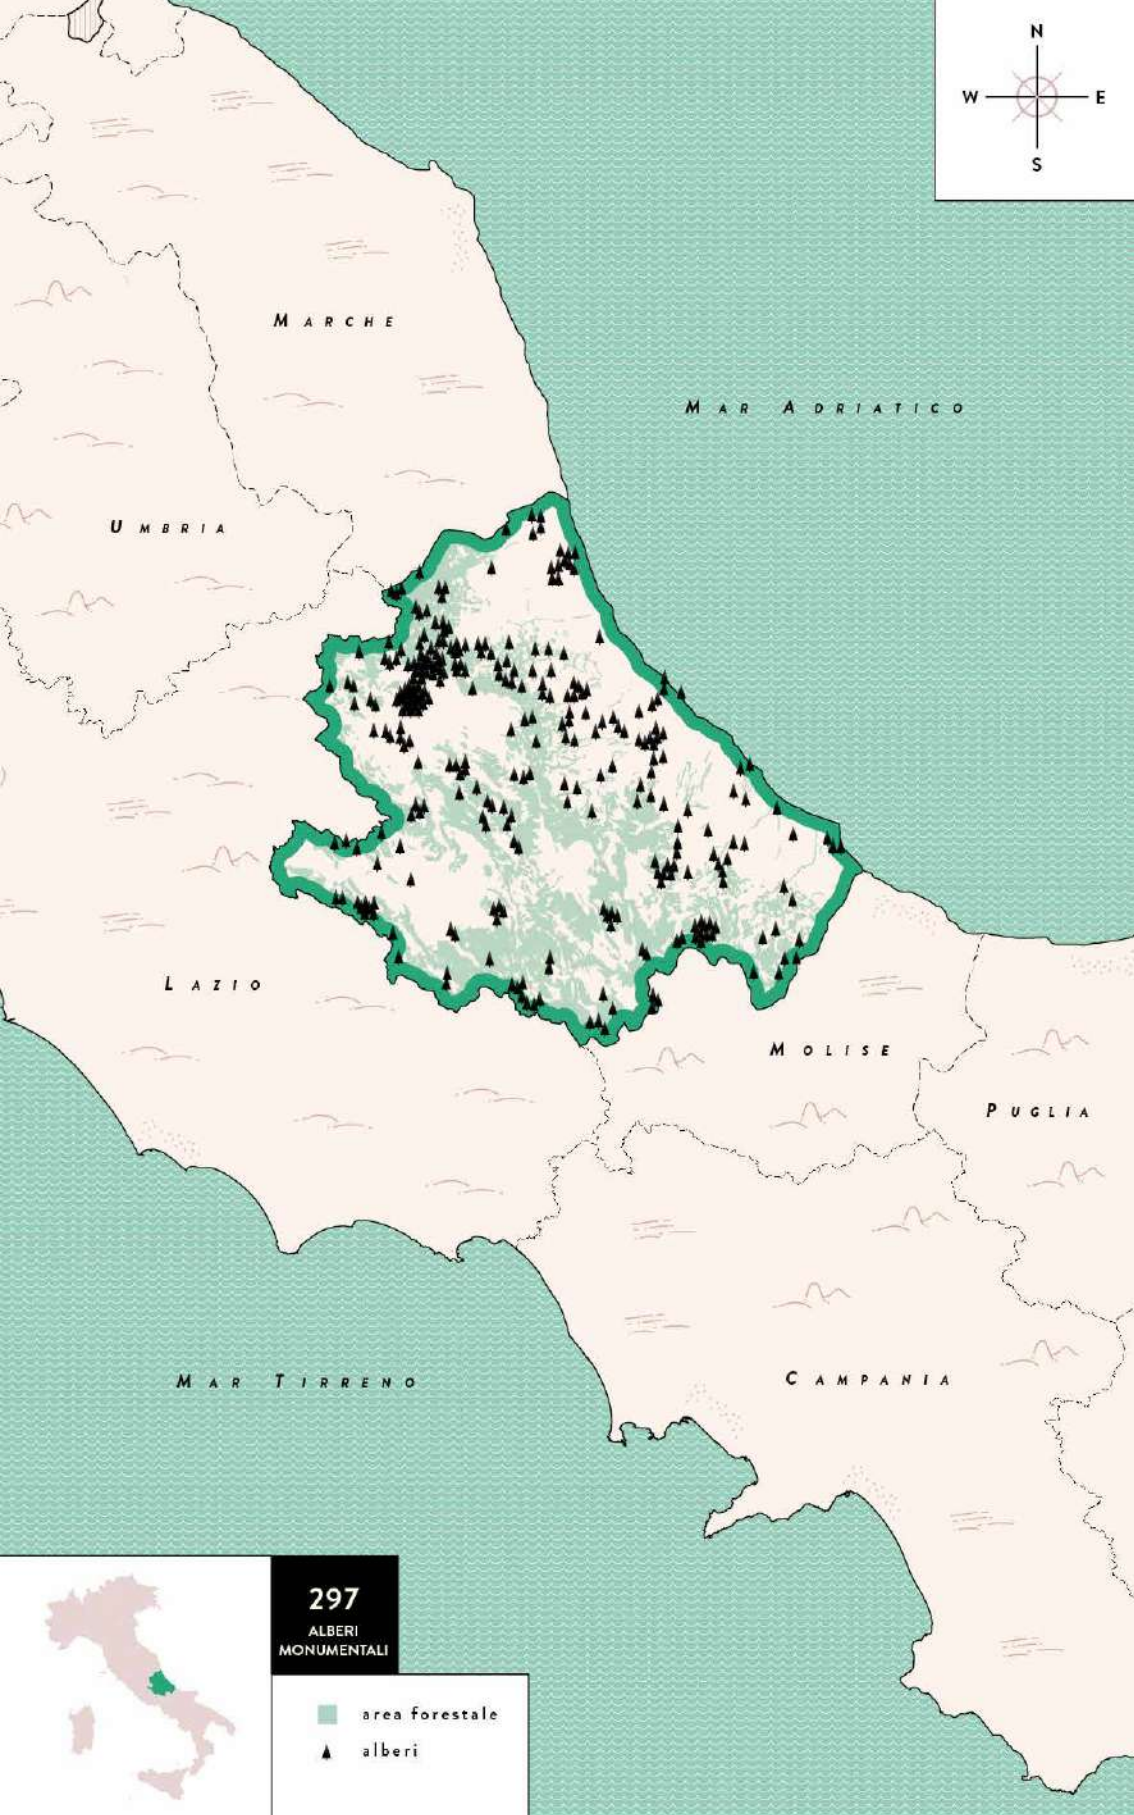 N
W E
S
MARCHE
MAR ADRIATICO
UMBRIA
LAZIO
MOLISE
PUGLIA
MAR TIRRENO
CAMPANIA
297
ALBERI
MONUMENTALI
area forestale
alberi